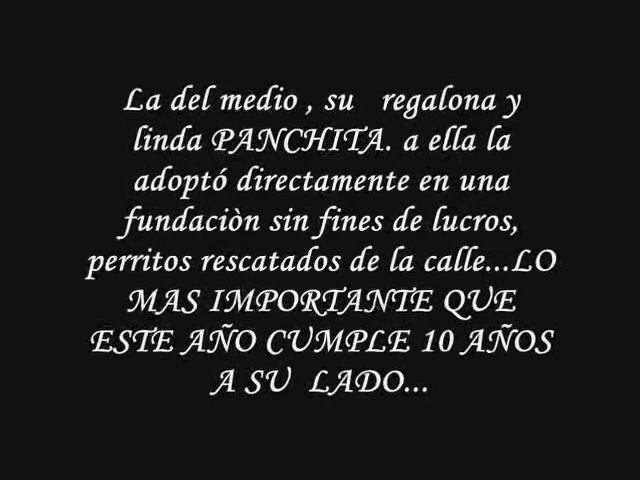 La del medio , su regalona y
linda PANCHITA. a ella la
adoptó directamente en una
fundaciòn sin fines de lucros,
perritos rescatados de la calle...LO
MAS IMPORTANTE QUE
ESTE AÑO CUMPLE 10 AÑOS
A SU LADO...